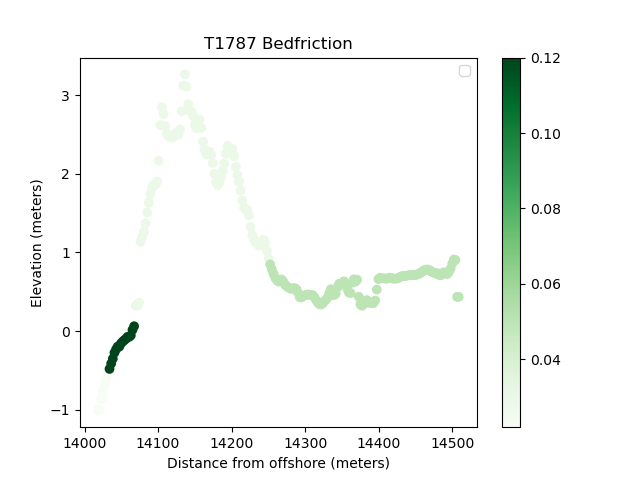 T1787 Bedfriction
Elevation (meters)
3
2
1
0
−1
14000 14100 14200 14300 14400 14500
Distance from offshore (meters)
0.12
0.10
0.08
0.06
0.04